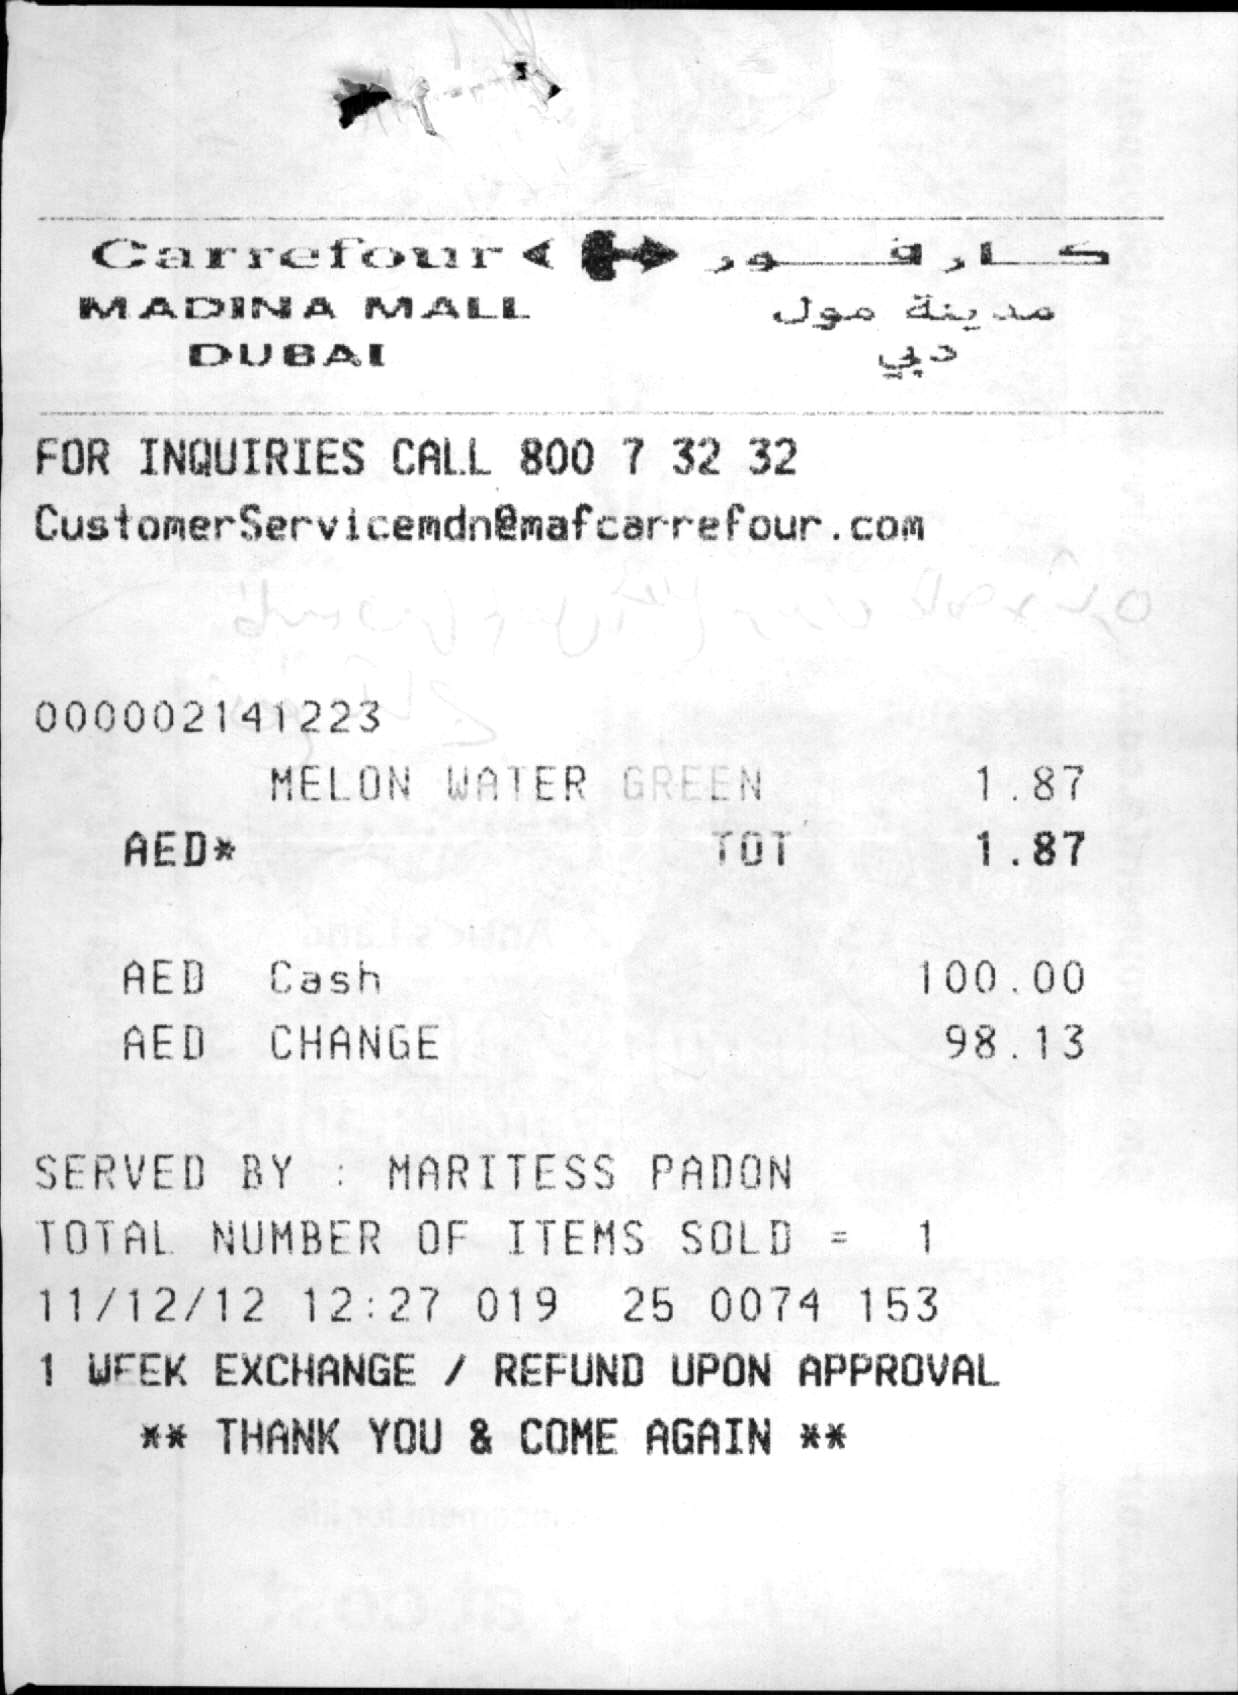 Carrefour كارفور
MADINA MALL مدينة مول
DUBAI دبي
FOR INQUIRIES CALL 800 7 32 32
CustomerServicemdn@mafcarrefour.com
0000002141223
MELON WATER GREEN 1.87
AED* TOT 1.87
AED Cash 100.00
AED CHANGE 98.13
SERVED BY : MARITESS PADON
TOTAL NUMBER OF ITEMS SOLD = 1
11/12/12 12:27 019 25 0074 153
1 WEEK EXCHANGE / REFUND UPON APPROVAL
** THANK YOU & COME AGAIN **